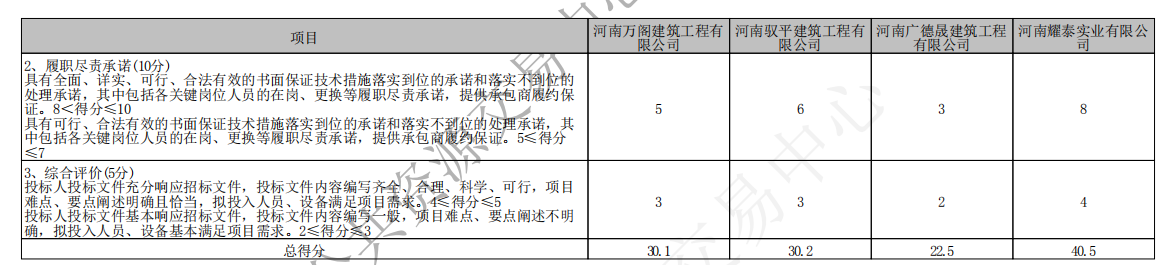 项目
河南万阁建筑工程有
限公司
河南驭平建筑工程有
限公司
河南广德晟建筑工程
有限公司
河南耀泰实业有限公
司
2、履职尽责承诺(10分)
具有全面、详实、可行、合法有效的书面保证技术措施落实到位的承诺和落实不到位的
处理承诺，其中包括各关键岗位人员的在岗、更换等履职尽责承诺，提供承包商履约保
证。8<得分≤10
具有可行、合法有效的书面保证技术措施落实到位的承诺和落实不到位的处理承诺，其
中包括各关键岗位人员的在岗、更换等履职尽责承诺，提供承包商履约保证。5≤得分
≤7
5
6
3
8
3、综合评价(5分)
投标人投标文件充分响应招标文件，投标文件内容编写齐全、合理、科学、可行，项目
难点、要点阐述明确且恰当，拟投入人员、设备满足项目需求。4≤得分≤5
投标人投标文件基本响应招标文件，投标文件内容编写一般，项目难点、要点阐述不明
确，拟投入人员、设备基本满足项目需求。2≤得分≤3
3
3
2
4
总得分
30.1
30.2
22.5
40.5
共资源交易中心
交易中心